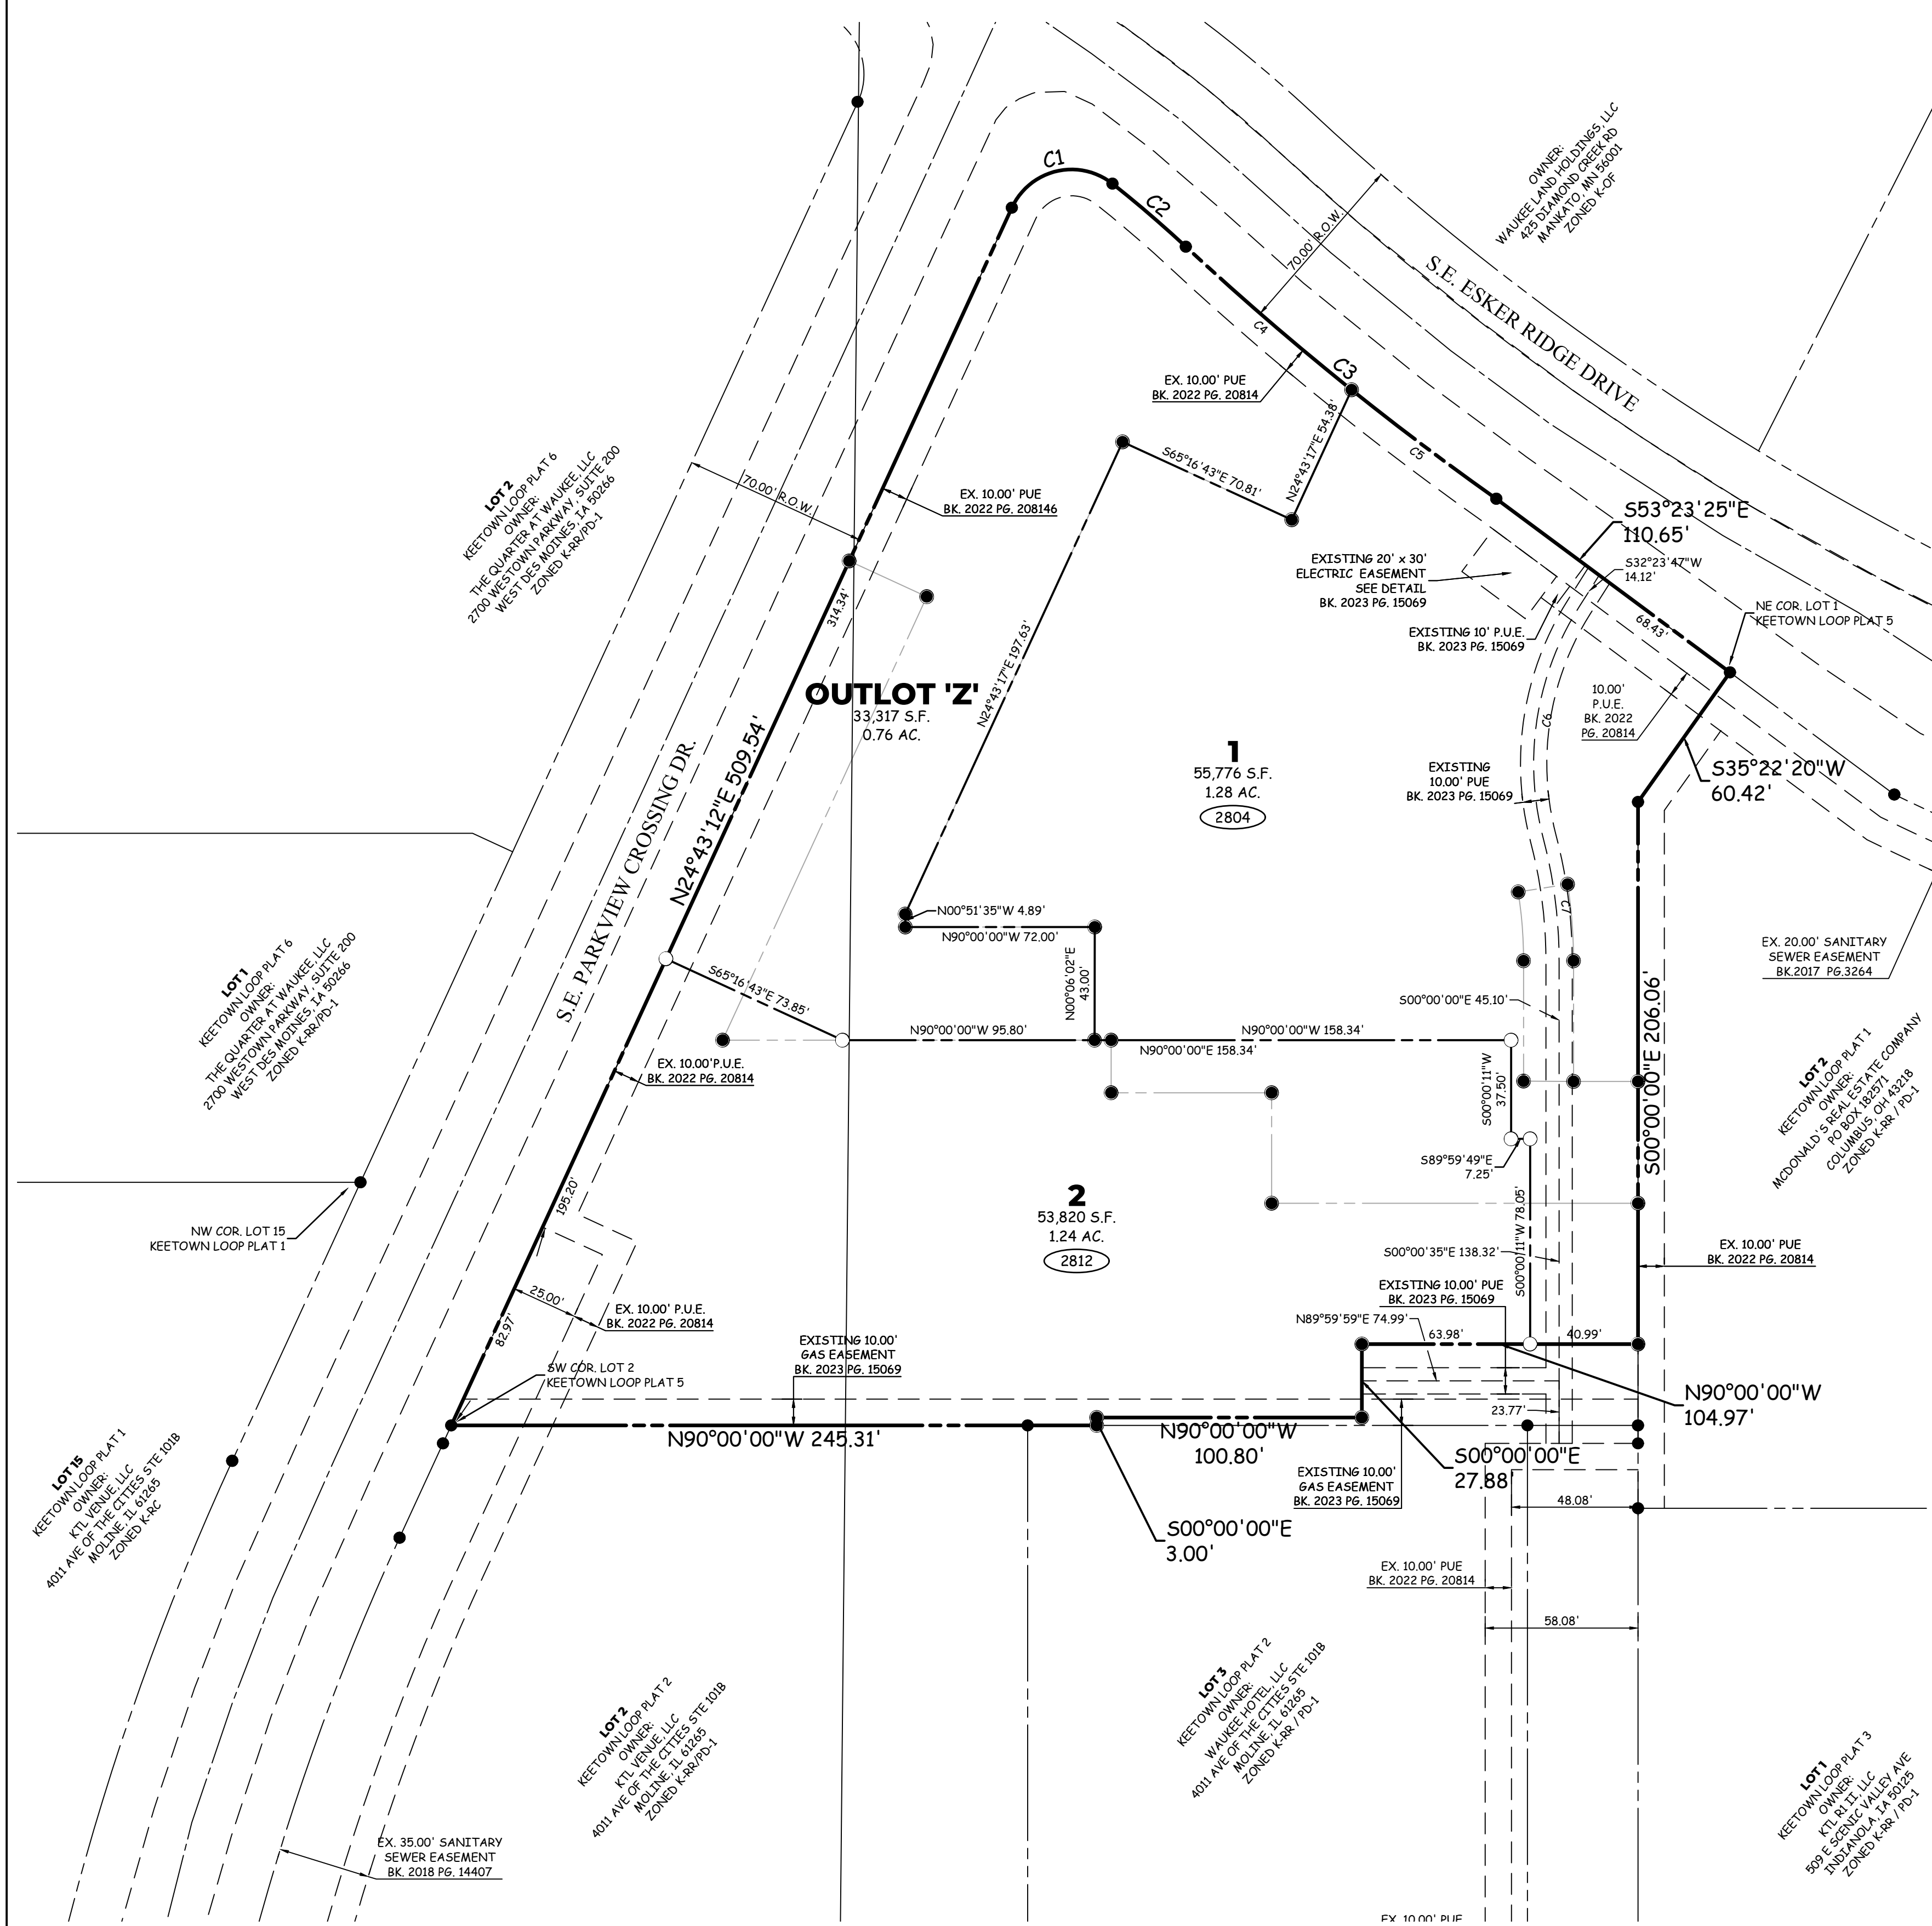 OWNER:
WAUKEE LAND HOLDINGS, LLC
425 DIAMOND CREEK RD
MANKATO, MN 56001
ZONED K-OF
C1
C2
70.00' R.O.W.
S.E. ESKER RIDGE DRIVE
C4
C3
EX. 10.00' PUE
BK. 2022 PG. 20814
N24°43'17"E 54.38'
C5
S65°16'43"E 70.81'
LOT 2
KEETOWN LOOP PLAT 6
OWNER:
THE QUARTER AT WAUKEE, LLC
2700 WESTOWN PARKWAY, SUITE 200
WEST DES MOINES, IA 50266
ZONED K-RR/PD-1
70.00' R.O.W.
EX. 10.00' PUE
BK. 2022 PG. 208146
S53°23'25"E
110.65'
EXISTING 20' x 30'
ELECTRIC EASEMENT
SEE DETAIL
BK. 2023 PG. 15069
S32°23'47"W
14.12'
314.34'
NE COR. LOT 1
KEETOWN LOOP PLAT 5
EXISTING 10' P.U.E.
BK. 2023 PG. 15069
68.43'
N24°43'17"E 197.63'
OUTLOT 'Z'
33,317 S.F.
0.76 AC.
10.00'
P.U.E.
BK. 2022
PG. 20814
C6
1
55,776 S.F.
1.28 AC.
2804
EXISTING
10.00' PUE
BK. 2023 PG. 15069
S35°22'20"W
60.42'
N24°43'12"E 509.54'
S.E. PARKVIEW CROSSING DR.
C7
N00°51'35"W 4.89'
N90°00'00"W 72.00'
LOT 1
KEETOWN LOOP PLAT 6
OWNER:
THE QUARTER AT WAUKEE, LLC
2700 WESTOWN PARKWAY, SUITE 200
WEST DES MOINES, IA 50266
ZONED K-RR/PD-1
EX. 20.00' SANITARY
SEWER EASEMENT
BK.2017 PG.3264
S65°16'43"E 73.85'
N00°06'02"E
43.00'
S00°00'00"E 45.10'
S00°00'00"E 206.06'
N90°00'00"W 95.80'
N90°00'00"W 158.34'
N90°00'00"E 158.34'
EX. 10.00'P.U.E.
BK. 2022 PG. 20814
S00°00'11"W
37.50'
LOT 2
KEETOWN LOOP PLAT 1
OWNER:
MCDONALD'S REAL ESTATE COMPANY
PO BOX 182571
COLUMBUS, OH 43218
ZONED K-RR / PD-1
S89°59'49"E
7.25'
195.20'
2
53,820 S.F.
1.24 AC.
2812
NW COR. LOT 15
KEETOWN LOOP PLAT 1
S00°00'11"W 78.05'
S00°00'35"E 138.32'
EX. 10.00' PUE
BK. 2022 PG. 20814
25.00'
EX. 10.00' P.U.E.
BK. 2022 PG. 20814
82.97'
EXISTING 10.00' PUE
BK. 2023 PG. 15069
N89°59'59"E 74.99'
63.98'
40.99'
EXISTING 10.00'
GAS EASEMENT
BK. 2023 PG. 15069
SW COR. LOT 2
KEETOWN LOOP PLAT 5
N90°00'00"W
104.97'
23.77'
N90°00'00"W 245.31'
N90°00'00"W
100.80'
S00°00'00"E
27.88'
LOT 15
KEETOWN LOOP PLAT 1
OWNER:
KTL VENUE, LLC
4011 AVE OF THE CITIES STE 101B
MOLINE, IL 61265
ZONED K-RC
EXISTING 10.00'
GAS EASEMENT
BK. 2023 PG. 15069
48.08'
S00°00'00"E
3.00'
EX. 10.00' PUE
BK. 2022 PG. 20814
58.08'
LOT 2
KEETOWN LOOP PLAT 2
OWNER:
KTL VENUE, LLC
4011 AVE OF THE CITIES STE 101B
MOLINE, IL 61265
ZONED K-RR/PD-1
LOT 3
KEETOWN LOOP PLAT 2
OWNER:
WAUKEE HOTEL, LLC
4011 AVE OF THE CITIES STE 101B
MOLINE, IL 61265
ZONED K-RR / PD-1
LOT 1
KEETOWN LOOP PLAT 3
OWNER:
KTL R1 II, LLC
509 E SCENIC VALLEY AVE
INDIANOLA, IA 50125
ZONED K-RR / PD-1
EX. 35.00' SANITARY
SEWER EASEMENT
BK. 2018 PG. 14407
EX. 10.00' PUE